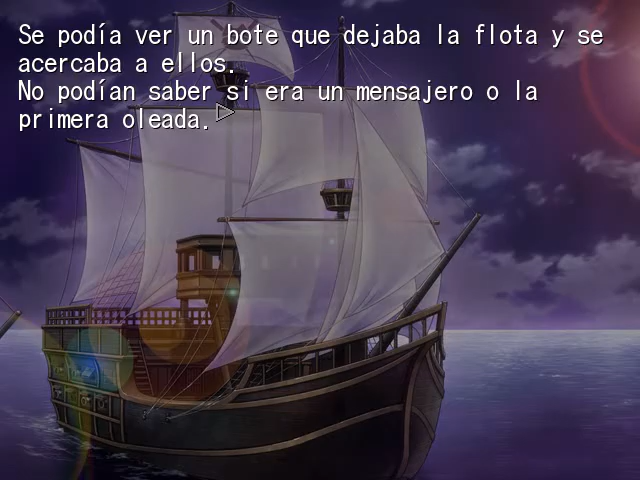 Se podía ver un bote que dejaba la flota y se
acercaba a ellos.
No podían saber si era un mensajero o la
primera oleada.